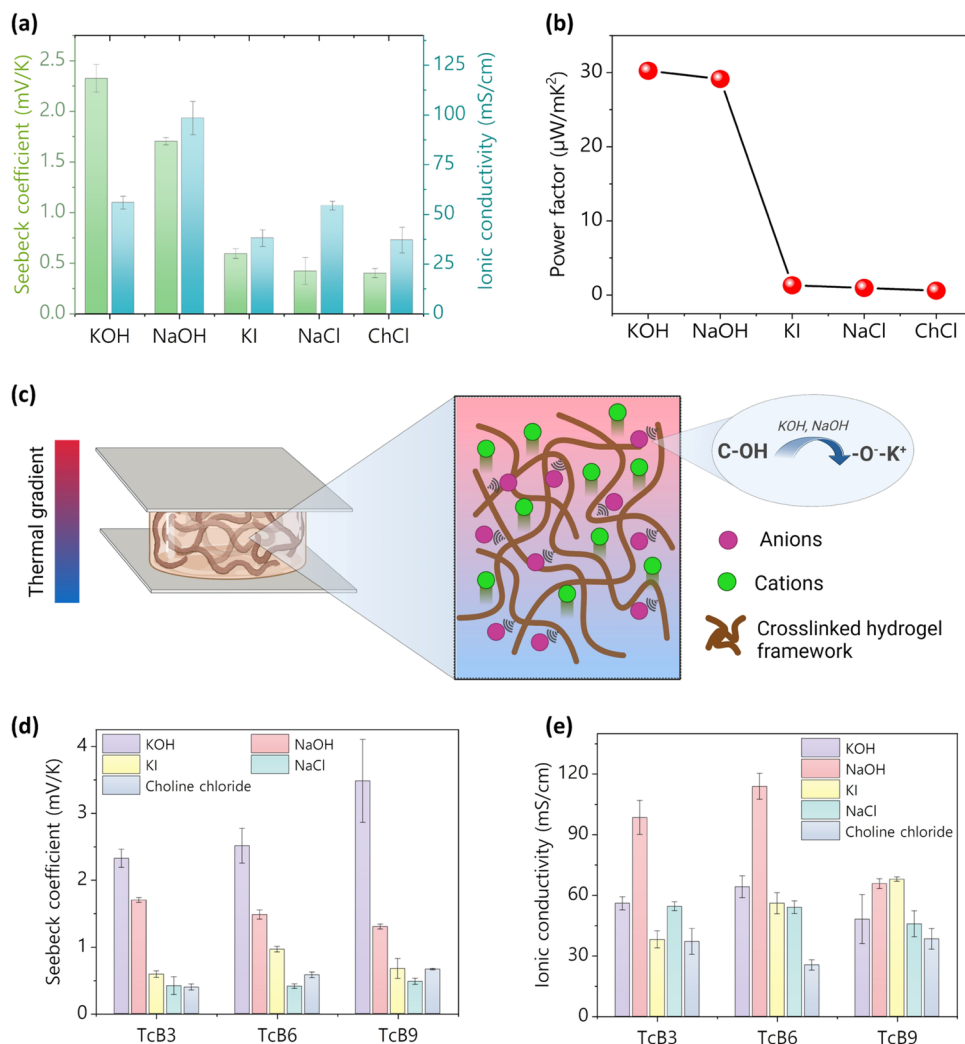 (a)
Seebeck coefficient (mV/K)
2.5
2.0
1.5
1.0
0.5
0.0
125
100
75
50
25
0
Ionic conductivity (mS/cm)
KOH NaOH KI NaCl ChCl
(b)
Power factor (μW/mK²)
30
20
10
0
KOH NaOH KI NaCl ChCl
(c)
Thermal gradient
KOH, NaOH
C-OH -O⁻-K⁺
Anions
Cations
Crosslinked hydrogel
framework
(d)
Seebeck coefficient (mV/K)
4
3
2
1
0
KOH NaOH
KI NaCl
Choline chloride
TcB3 TcB6 TcB9
(e)
Ionic conductivity (mS/cm)
120
90
60
30
0
KOH
NaOH
KI
NaCl
Choline chloride
TcB3 TcB6 TcB9